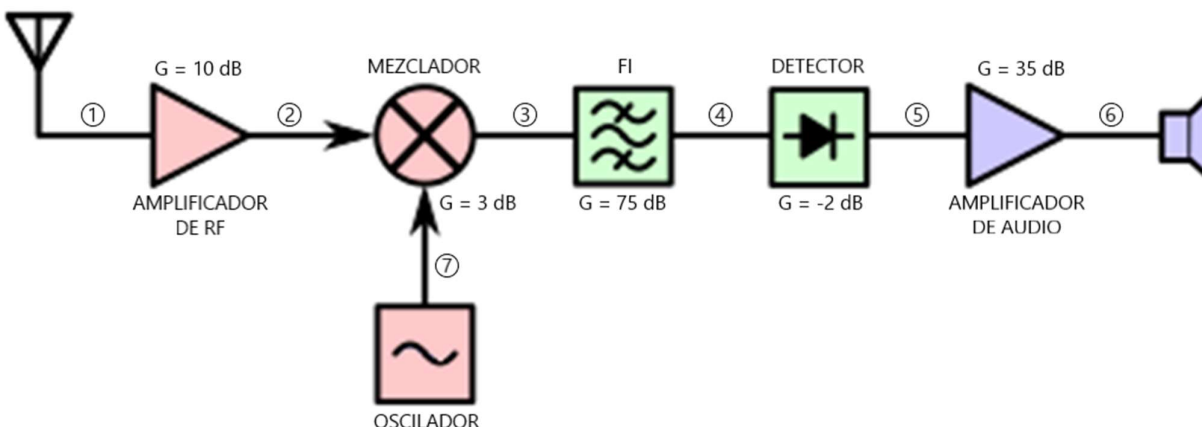 G = 10 dB
MEZCLADOR
FI
DETECTOR
G = 35 dB
①
②
③
④
⑤
⑥
AMPLIFICADOR
DE RF
G = 3 dB
G = 75 dB
G = -2 dB
AMPLIFICADOR
DE AUDIO
⑦
OSCILADOR